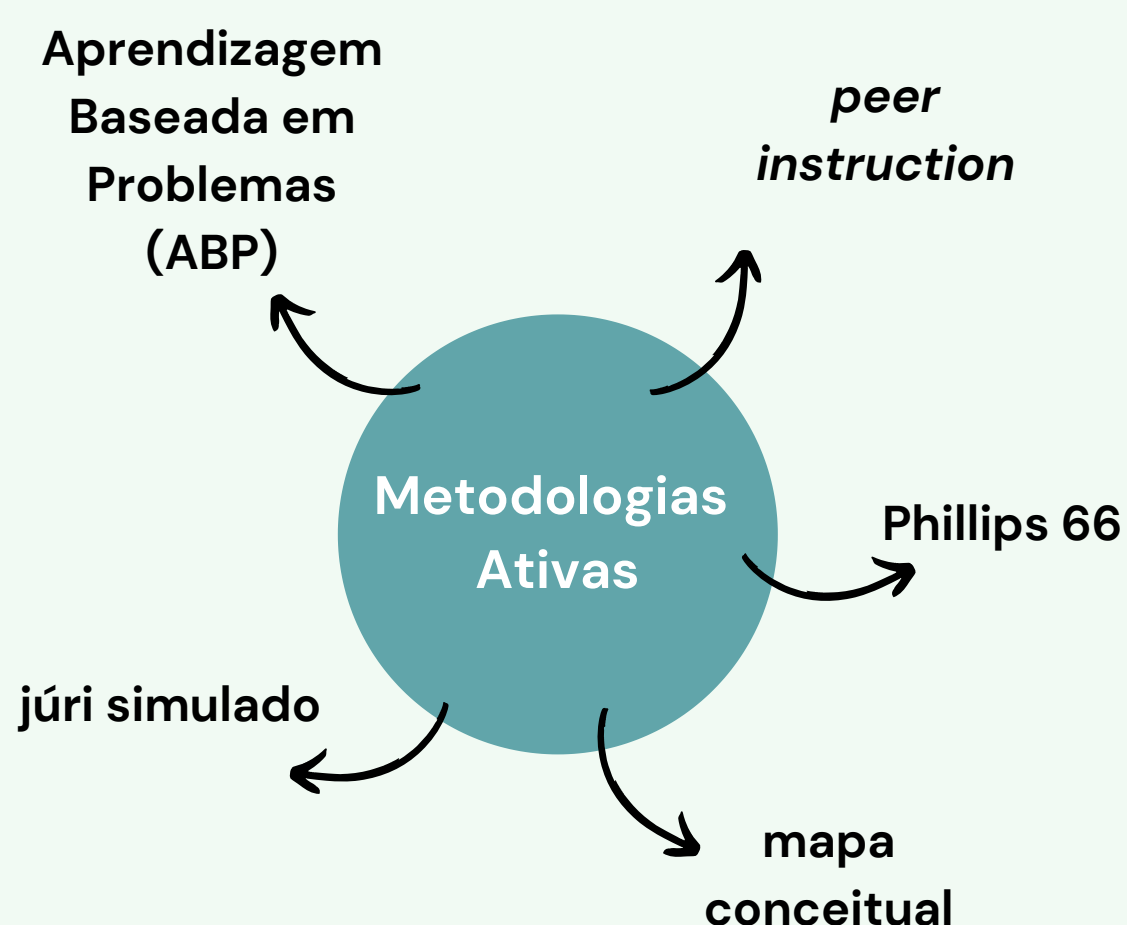 Aprendizagem
Baseada em
Problemas
(ABP)
peer
instruction
Metodologias
Ativas
Phillips 66
júri simulado
mapa
conceitual